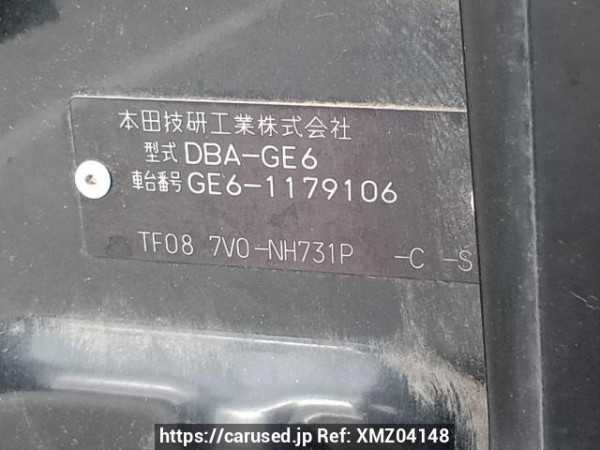 本田技研工業株式会社
型式 DBA-GE6
車台番号 GE6-1179106
TF08 7V0-NH731P -C -S
https://carused.jp Ref: XMZ04148